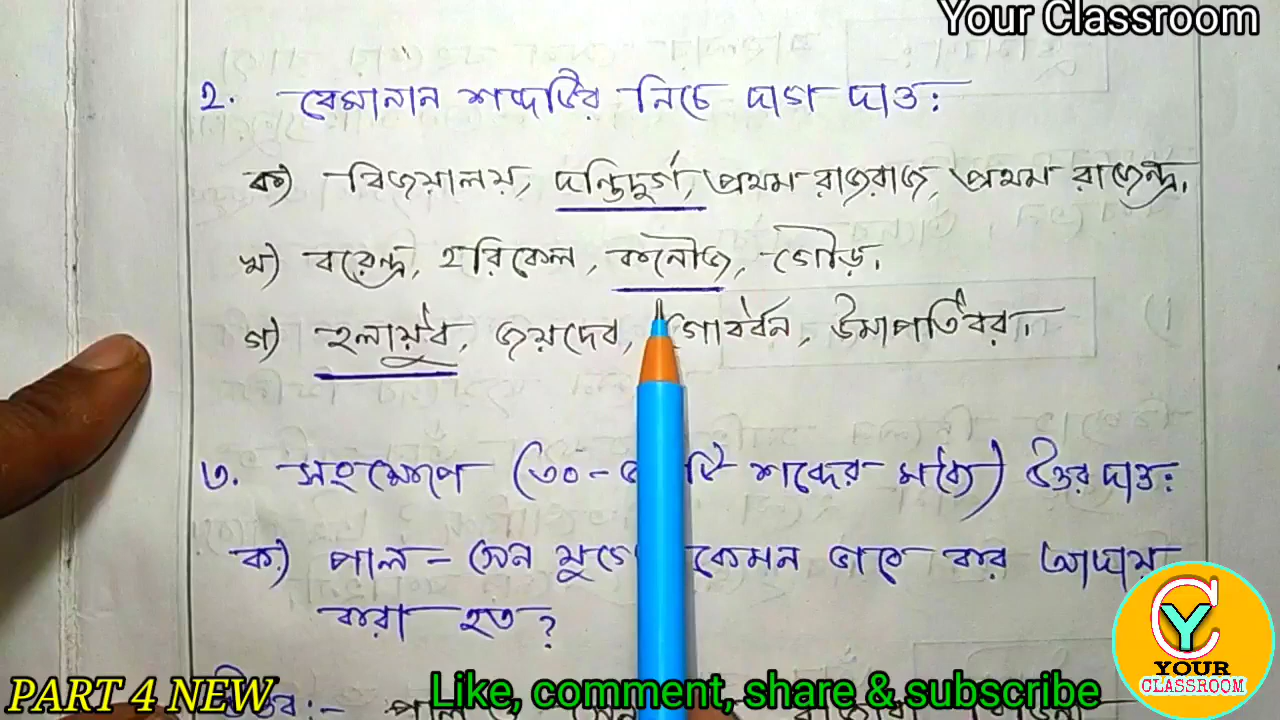 Your Classroom
২. বেমানান শব্দটির নিচে দাগ দাও:
ক) বিজয়ালয়, দন্তিদুর্গ, প্রথম রাজরাজ, প্রথম রাজেন্দ্র.
খ) বরেন্দ্র, হরিকেল, কনৌজ, গৌড়.
গ) হলায়ুধ, জয়দেব, গোবর্ধন, উমাপতিধর.
৩. সংক্ষেপে (৩০- টি শব্দের মধ্যে) উত্তর দাও:
ক) পাল - সেন যুগে কেমন ভাবে কর আদায়
করা হত?
উত্তর:- পাল ও সেন রাজারা
PART 4 NEW
Like, comment, share & subscribe
YOUR
CLASSROOM